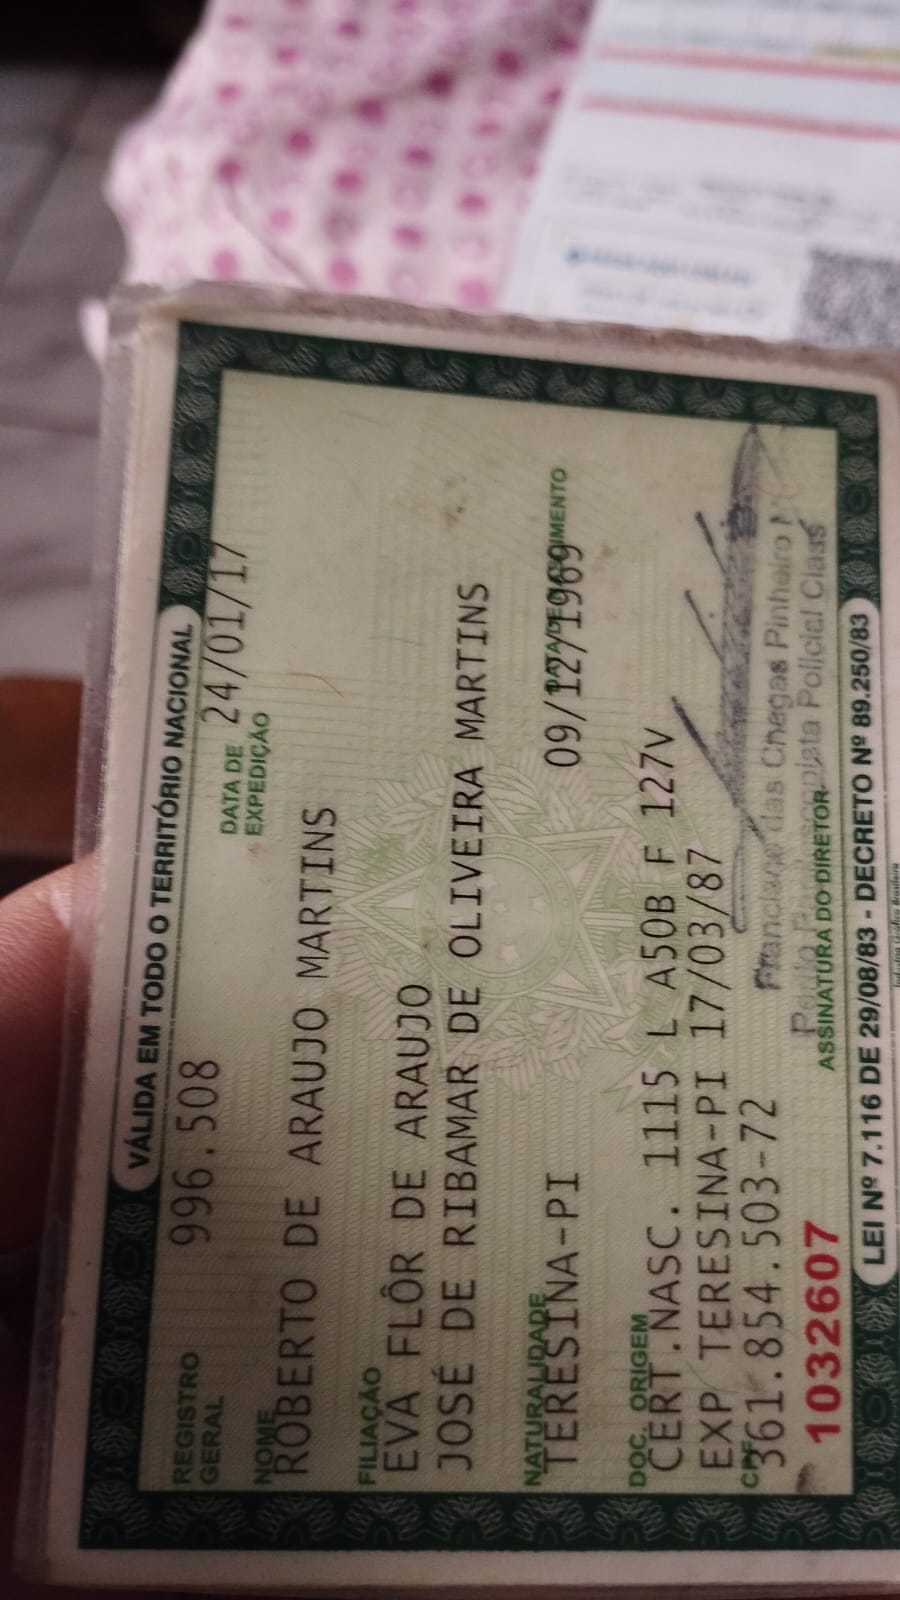 VÁLIDA EM TODO O TERRITÓRIO NACIONAL
REGISTRO GERAL 996.508
DATA DE EXPEDIÇÃO 24/01/17
NOME
ROBERTO DE ARAUJO MARTINS
FILIAÇÃO
EVA FLÔR DE ARAUJO
JOSÉ DE RIBAMAR DE OLIVEIRA MARTINS
NATURALIDADE
TERESINA-PI
DATA DE NASCIMENTO
09/12/1969
DOC. ORIGEM
CERT.NASC. 1115 L A50B F 127V
EXP TERESINA-PI 17/03/87
CPF
361.854.503-72
das Chagas Pinheiro
Policial Class
1032607
ASSINATURA DO DIRETOR
LEI Nº 7.116 DE 29/08/83 - DECRETO Nº 89.250/83